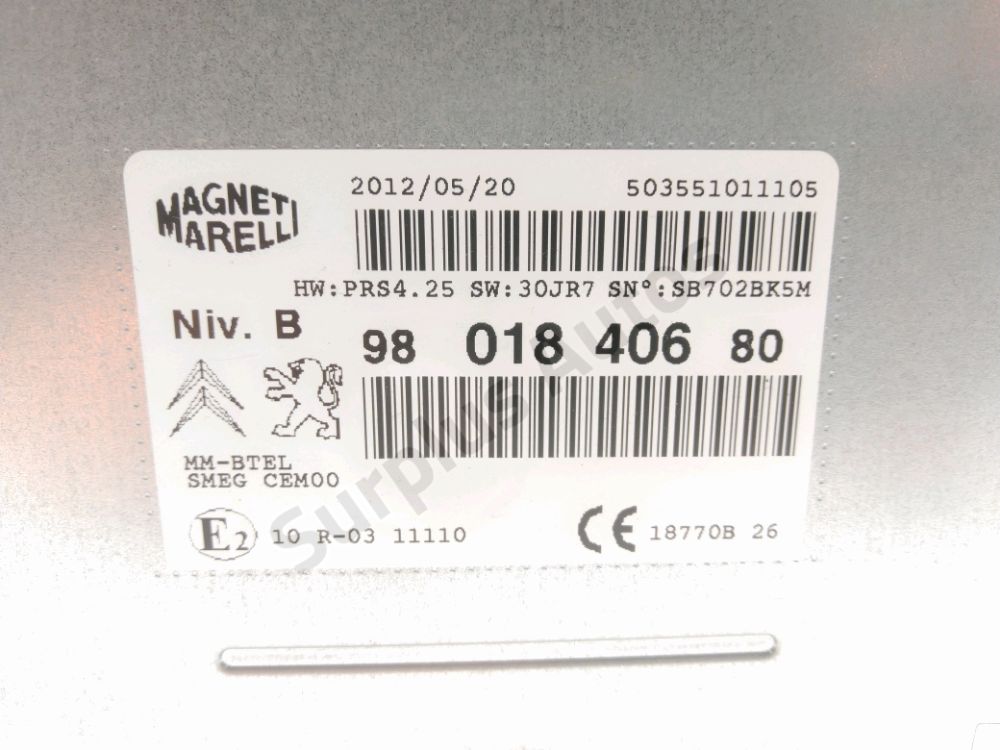 MAGNETI
MARELLI
2012/05/20 503551011105
HW:PRS4.25 SW:30JR7 SN°:SB702BK5M
Niv. B
98 018 406 80
MM-BTEL
SMEG CEM00
E2 10 R-03 11110
CE 18770B 26
Surplus Autos